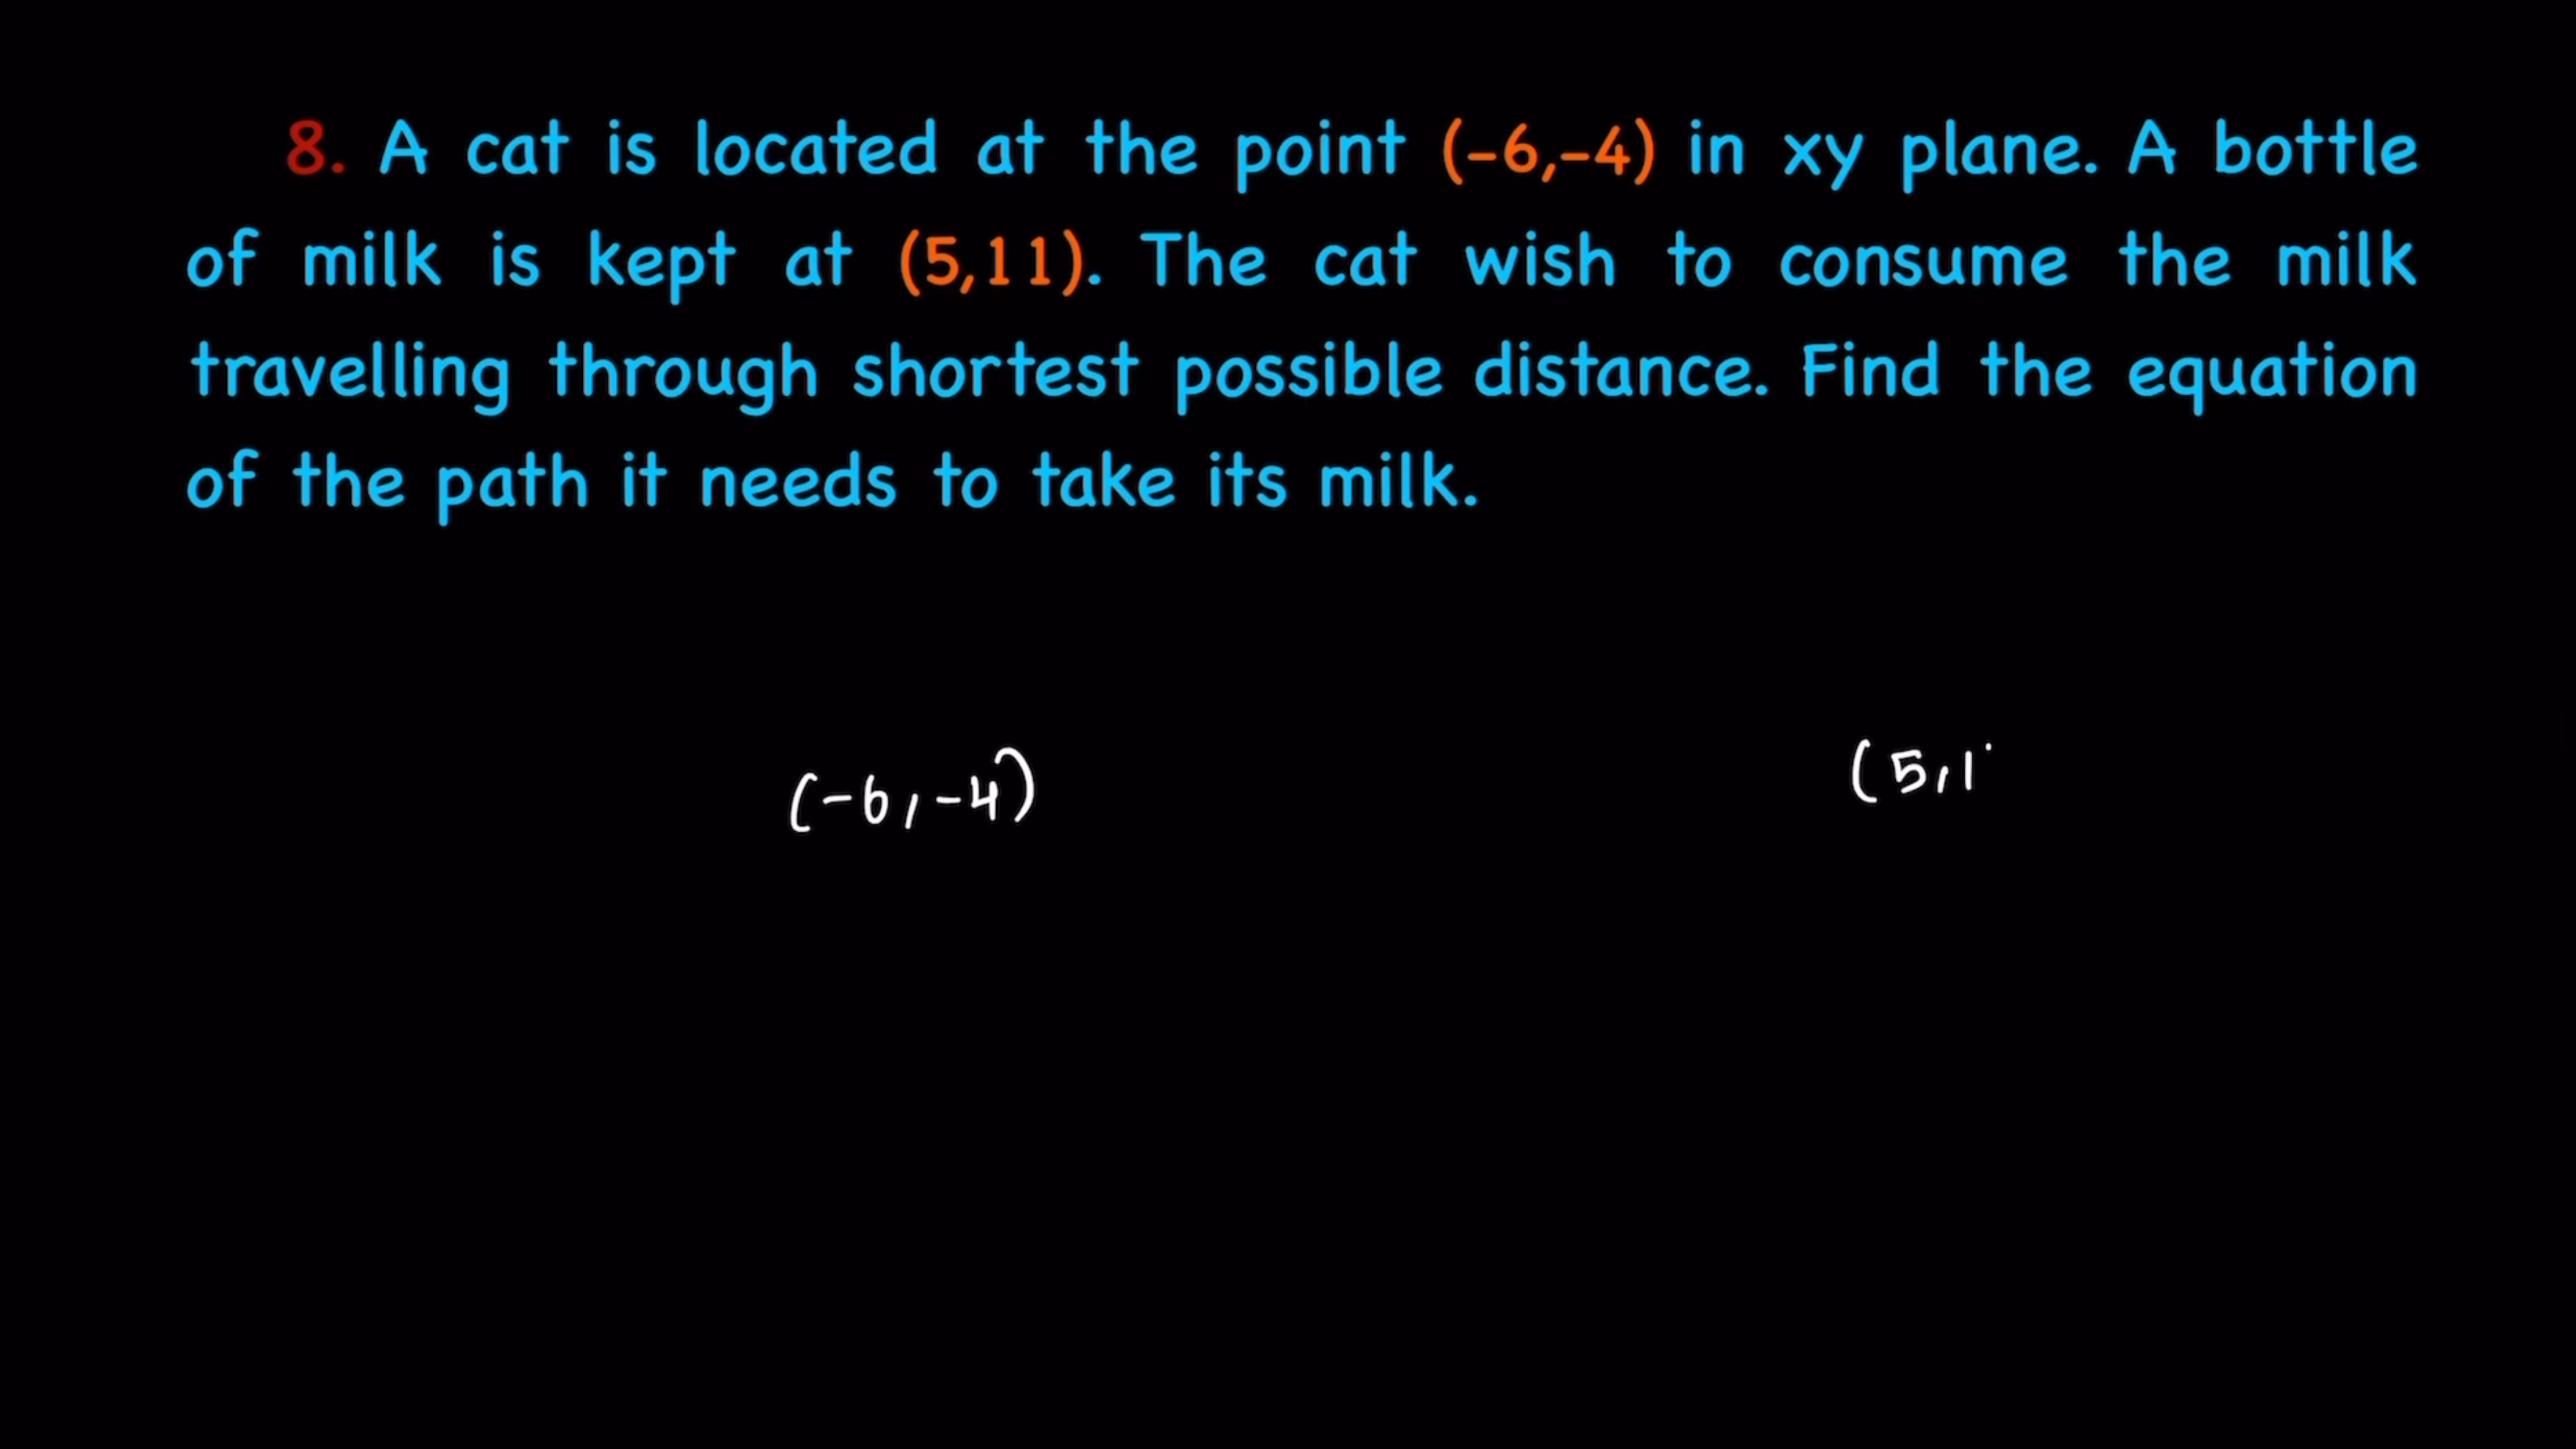 8. A cat is located at the point (-6,-4) in xy plane. A bottle
of milk is kept at (5,11). The cat wish to consume the milk
travelling through shortest possible distance. Find the equation
of the path it needs to take its milk.
(-6,-4) (5,1